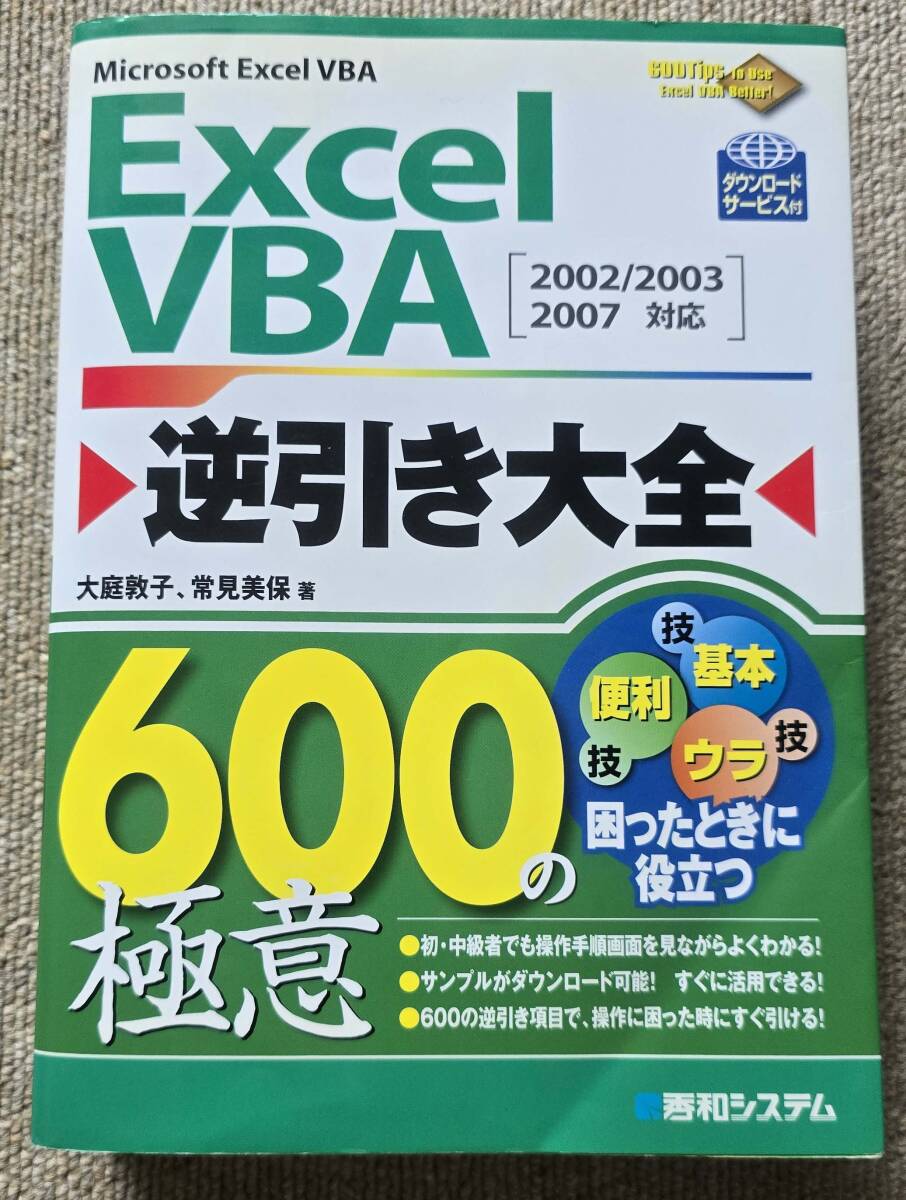 Microsoft Excel VBA
600Tips To Use
Excel VBA Better!
Excel
VBA
ダウンロード
サービス付
2002/2003
2007 対応
逆引き大全
大庭敦子、常見美保 著
600の
極意
技
基本
便利
技
ウラ
技
困ったときに
役立つ
●初・中級者でも操作手順画面を見ながらよくわかる!
●サンプルがダウンロード可能! すぐに活用できる!
●600の逆引き項目で、操作に困った時にすぐ引ける!
秀和システム